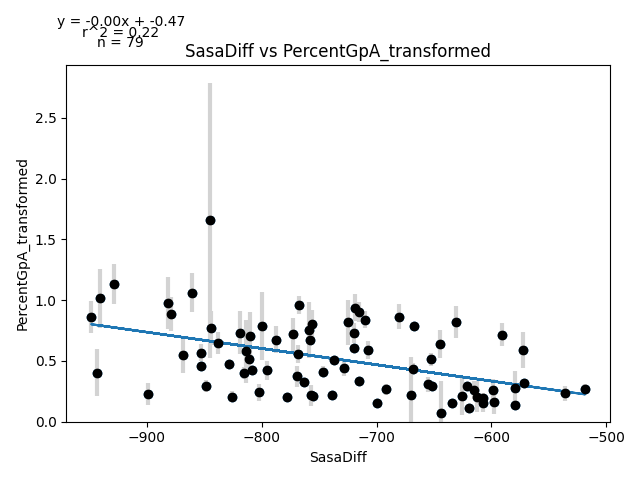 y = -0.00x + -0.47
r^2 = 0.22
n = 79
SasaDiff vs PercentGpA_transformed
PercentGpA_transformed
2.5
2.0
1.5
1.0
0.5
0.0
−900 −800 −700 −600 −500
SasaDiff